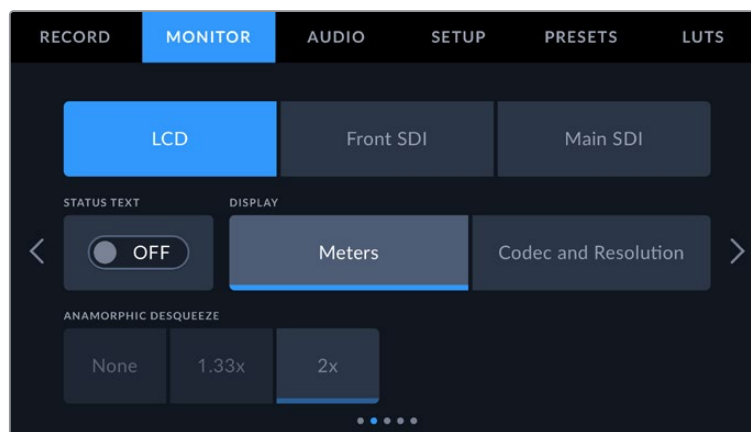 RECORD MONITOR AUDIO SETUP PRESETS LUTS
LCD Front SDI Main SDI
STATUS TEXT DISPLAY
OFF Meters Codec and Resolution
ANAMORPHIC DESQUEEZE
None 1.33x 2x